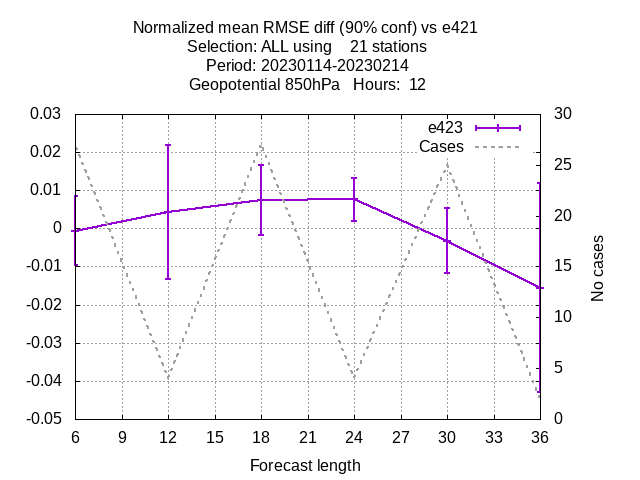 Normalized mean RMSE diff (90% conf) vs e421
Selection: ALL using    21 stations
Period: 20230114-20230214
Geopotential 850hPa   Hours:  12
e423
Cases
0.03
0.02
0.01
0
-0.01
-0.02
-0.03
-0.04
-0.05
30
25
20
15
10
5
0
No cases
6 9 12 15 18 21 24 27 30 33 36
Forecast length